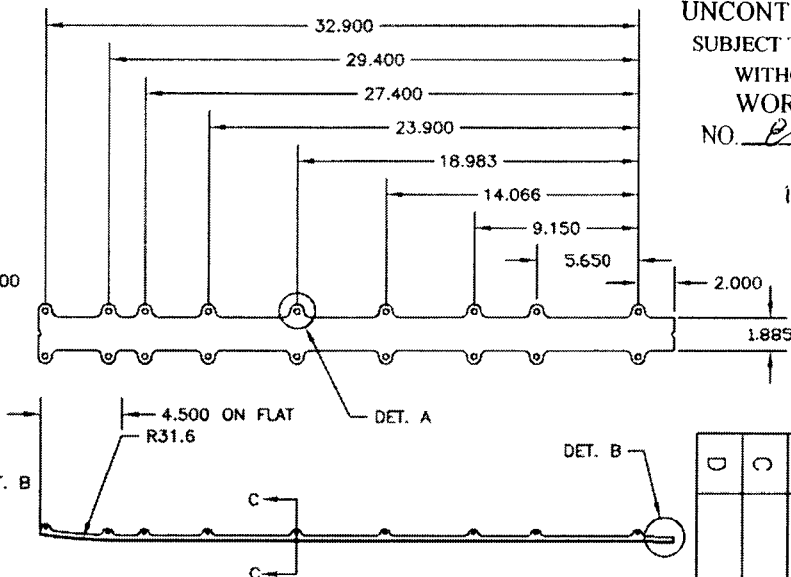 32.900
UNCONT
SUBJECT
29.400
WITH
27.400
WOR
23.900
NO.
18.983
14.066
9.150
5.650
2.000
00
1.885
4.500 ON FLAT
DET. A
R31.6
DET. B
D
C
. B
C
C